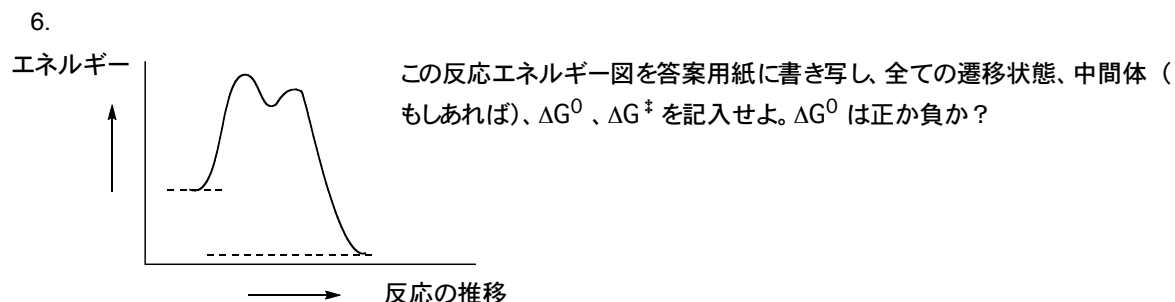 6.
エネルギー
この反応エネルギー図を答案用紙に書き写し、全ての遷移状態、中間体（
もしあれば）、ΔG⁰ 、ΔG‡ を記入せよ。ΔG⁰ は正か負か？
反応の推移